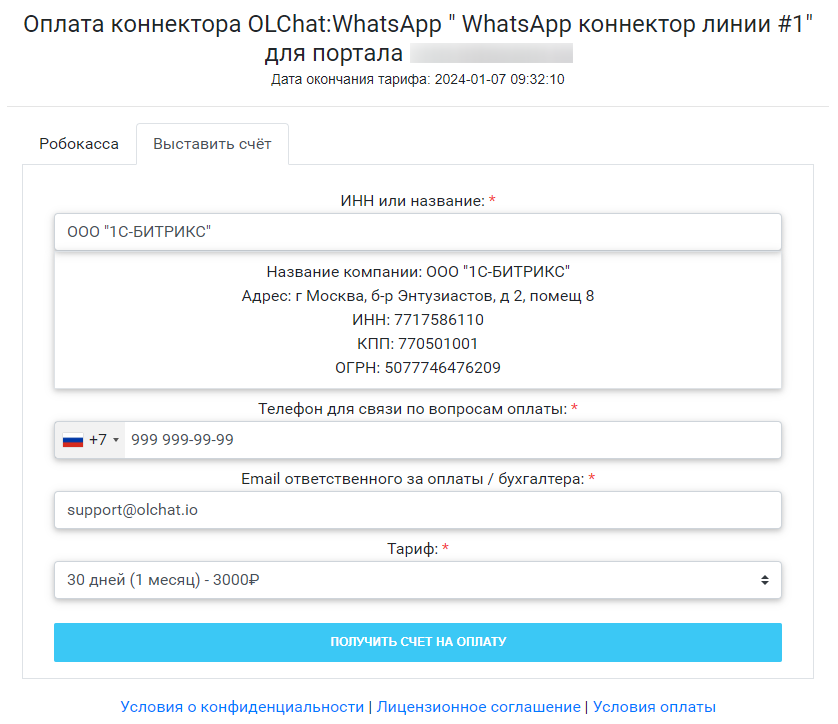 Оплата коннектора OLChat:WhatsApp " WhatsApp коннектор линии #1"
для портала
Дата окончания тарифа: 2024-01-07 09:32:10
Робокасса
Выставить счёт
ИНН или название: *
ООО "1С-БИТРИКС"
Название компании: ООО "1С-БИТРИКС"
Адрес: г Москва, б-р Энтузиастов, д 2, помещ 8
ИНН: 7717586110
КПП: 770501001
ОГРН: 5077746476209
Телефон для связи по вопросам оплаты: *
+7 999 999-99-99
Email ответственного за оплаты / бухгалтера: *
support@olchat.io
Тариф: *
30 дней (1 месяц) - 3000₽
ПОЛУЧИТЬ СЧЕТ НА ОПЛАТУ
Условия о конфиденциальности | Лицензионное соглашение | Условия оплаты